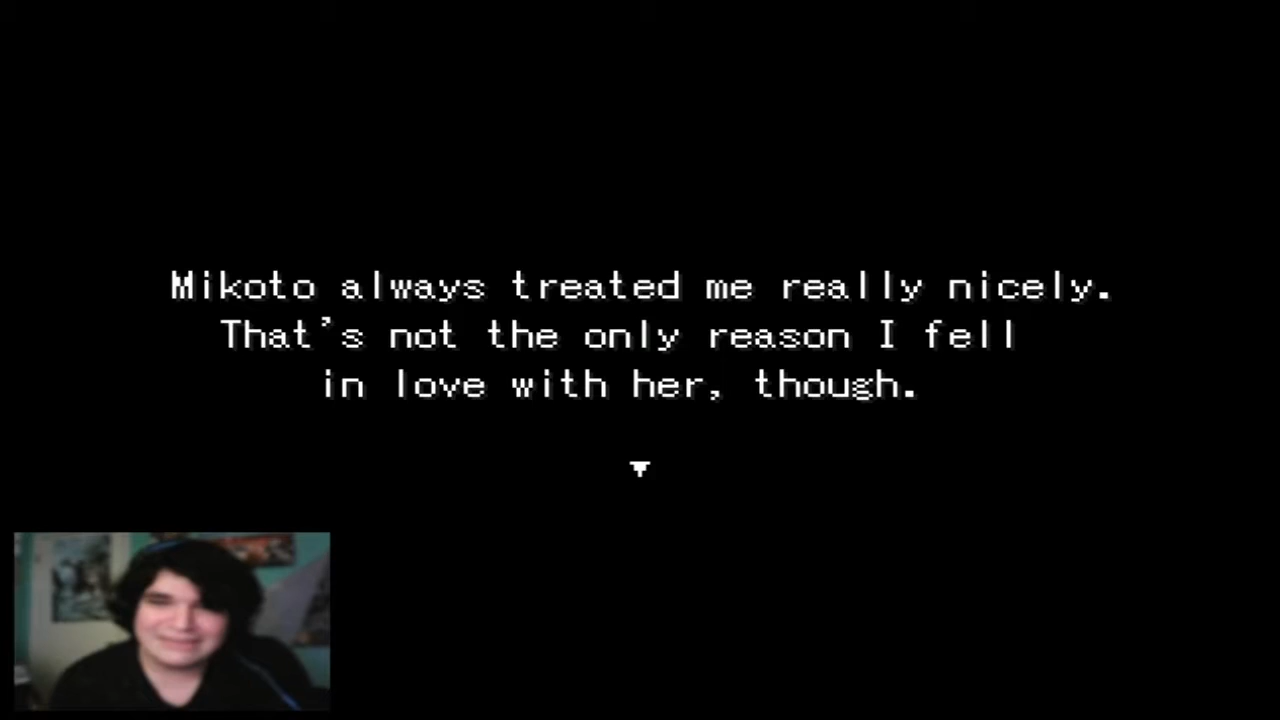 Mikoto always treated me really nicely.
That's not the only reason I fell
in love with her, though.